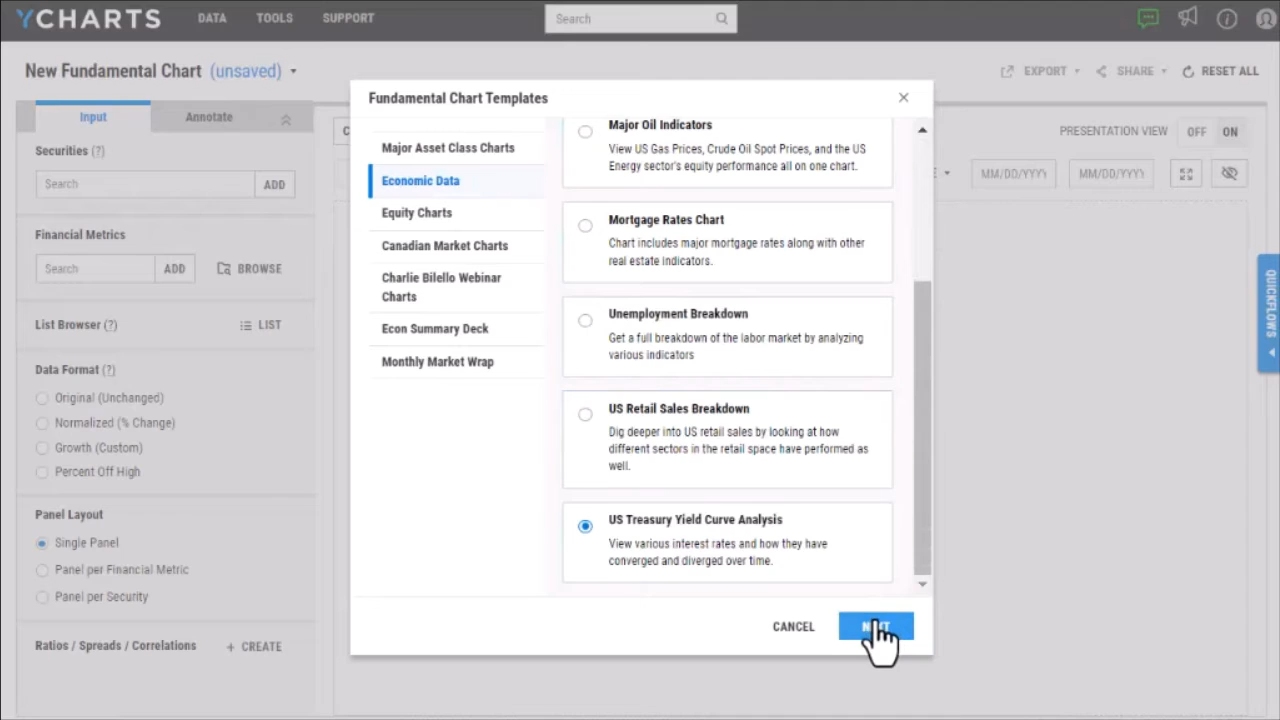 YCHARTS
DATA
TOOLS
SUPPORT
Search
New Fundamental Chart (unsaved)
EXPORT
SHARE
RESET ALL
Input
Annotate
Securities (?)
Search
ADD
Financial Metrics
Search
ADD
BROWSE
List Browser (?)
LIST
Data Format (?)
Original (Unchanged)
Normalized (% Change)
Growth (Custom)
Percent Off High
Panel Layout
Single Panel
Panel per Financial Metric
Panel per Security
Ratios / Spreads / Correlations
+ CREATE
Fundamental Chart Templates
Major Asset Class Charts
Economic Data
Equity Charts
Canadian Market Charts
Charlie Bilello Webinar
Charts
Econ Summary Deck
Monthly Market Wrap
Major Oil Indicators
View US Gas Prices, Crude Oil Spot Prices, and the US
Energy sector's equity performance all on one chart.
Mortgage Rates Chart
Chart includes major mortgage rates along with other
real estate indicators.
Unemployment Breakdown
Get a full breakdown of the labor market by analyzing
various indicators
US Retail Sales Breakdown
Dig deeper into US retail sales by looking at how
different sectors in the retail space have performed as
well.
US Treasury Yield Curve Analysis
View various interest rates and how they have
converged and diverged over time.
CANCEL
PRESENTATION VIEW
OFF
ON
MM/DD/YYYY
MM/DD/YYYY
QUICKFLOWS